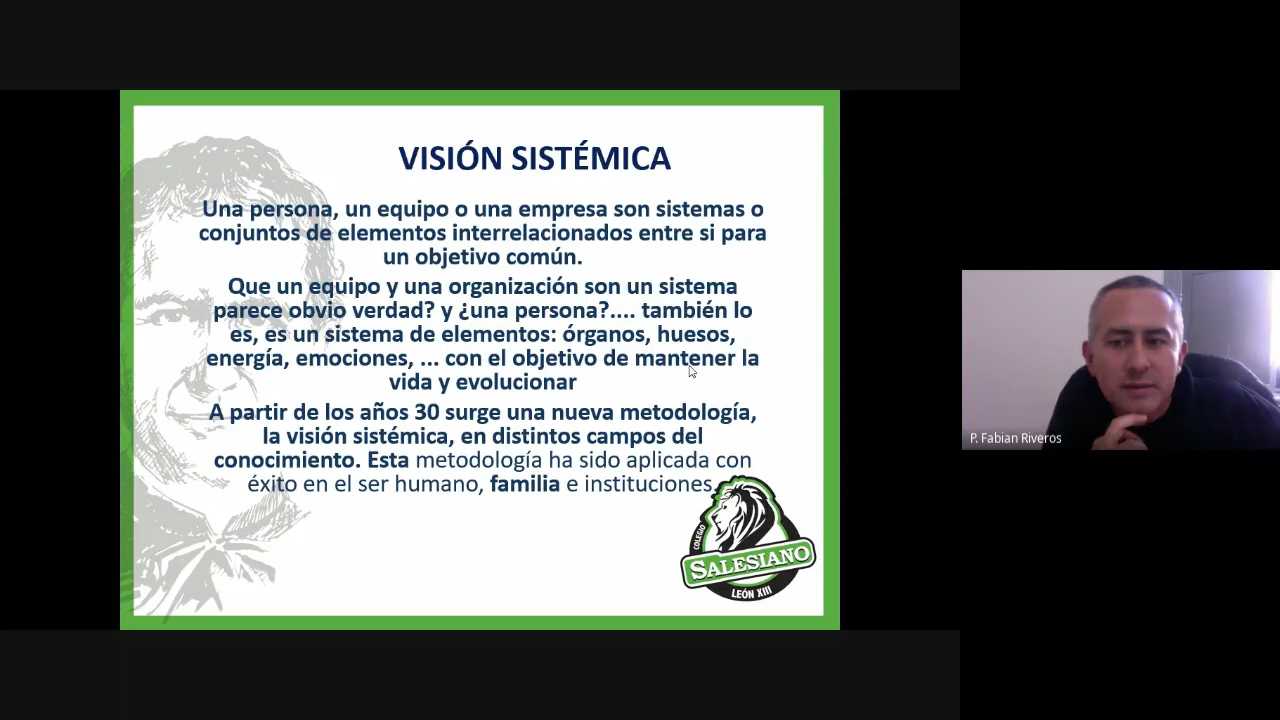 VISIÓN SISTÉMICA
Una persona, un equipo o una empresa son sistemas o
conjuntos de elementos interrelacionados entre si para
un objetivo común.
Que un equipo y una organización son un sistema
parece obvio verdad? y ¿una persona?.... también lo
es, es un sistema de elementos: órganos, huesos,
energía, emociones, ... con el objetivo de mantener la
vida y evolucionar
A partir de los años 30 surge una nueva metodología,
la visión sistémica, en distintos campos del
conocimiento. Esta metodología ha sido aplicada con
éxito en el ser humano, familia e instituciones.
COLEGIO
SALESIANO
LEÓN XIII
P. Fabian Riveros